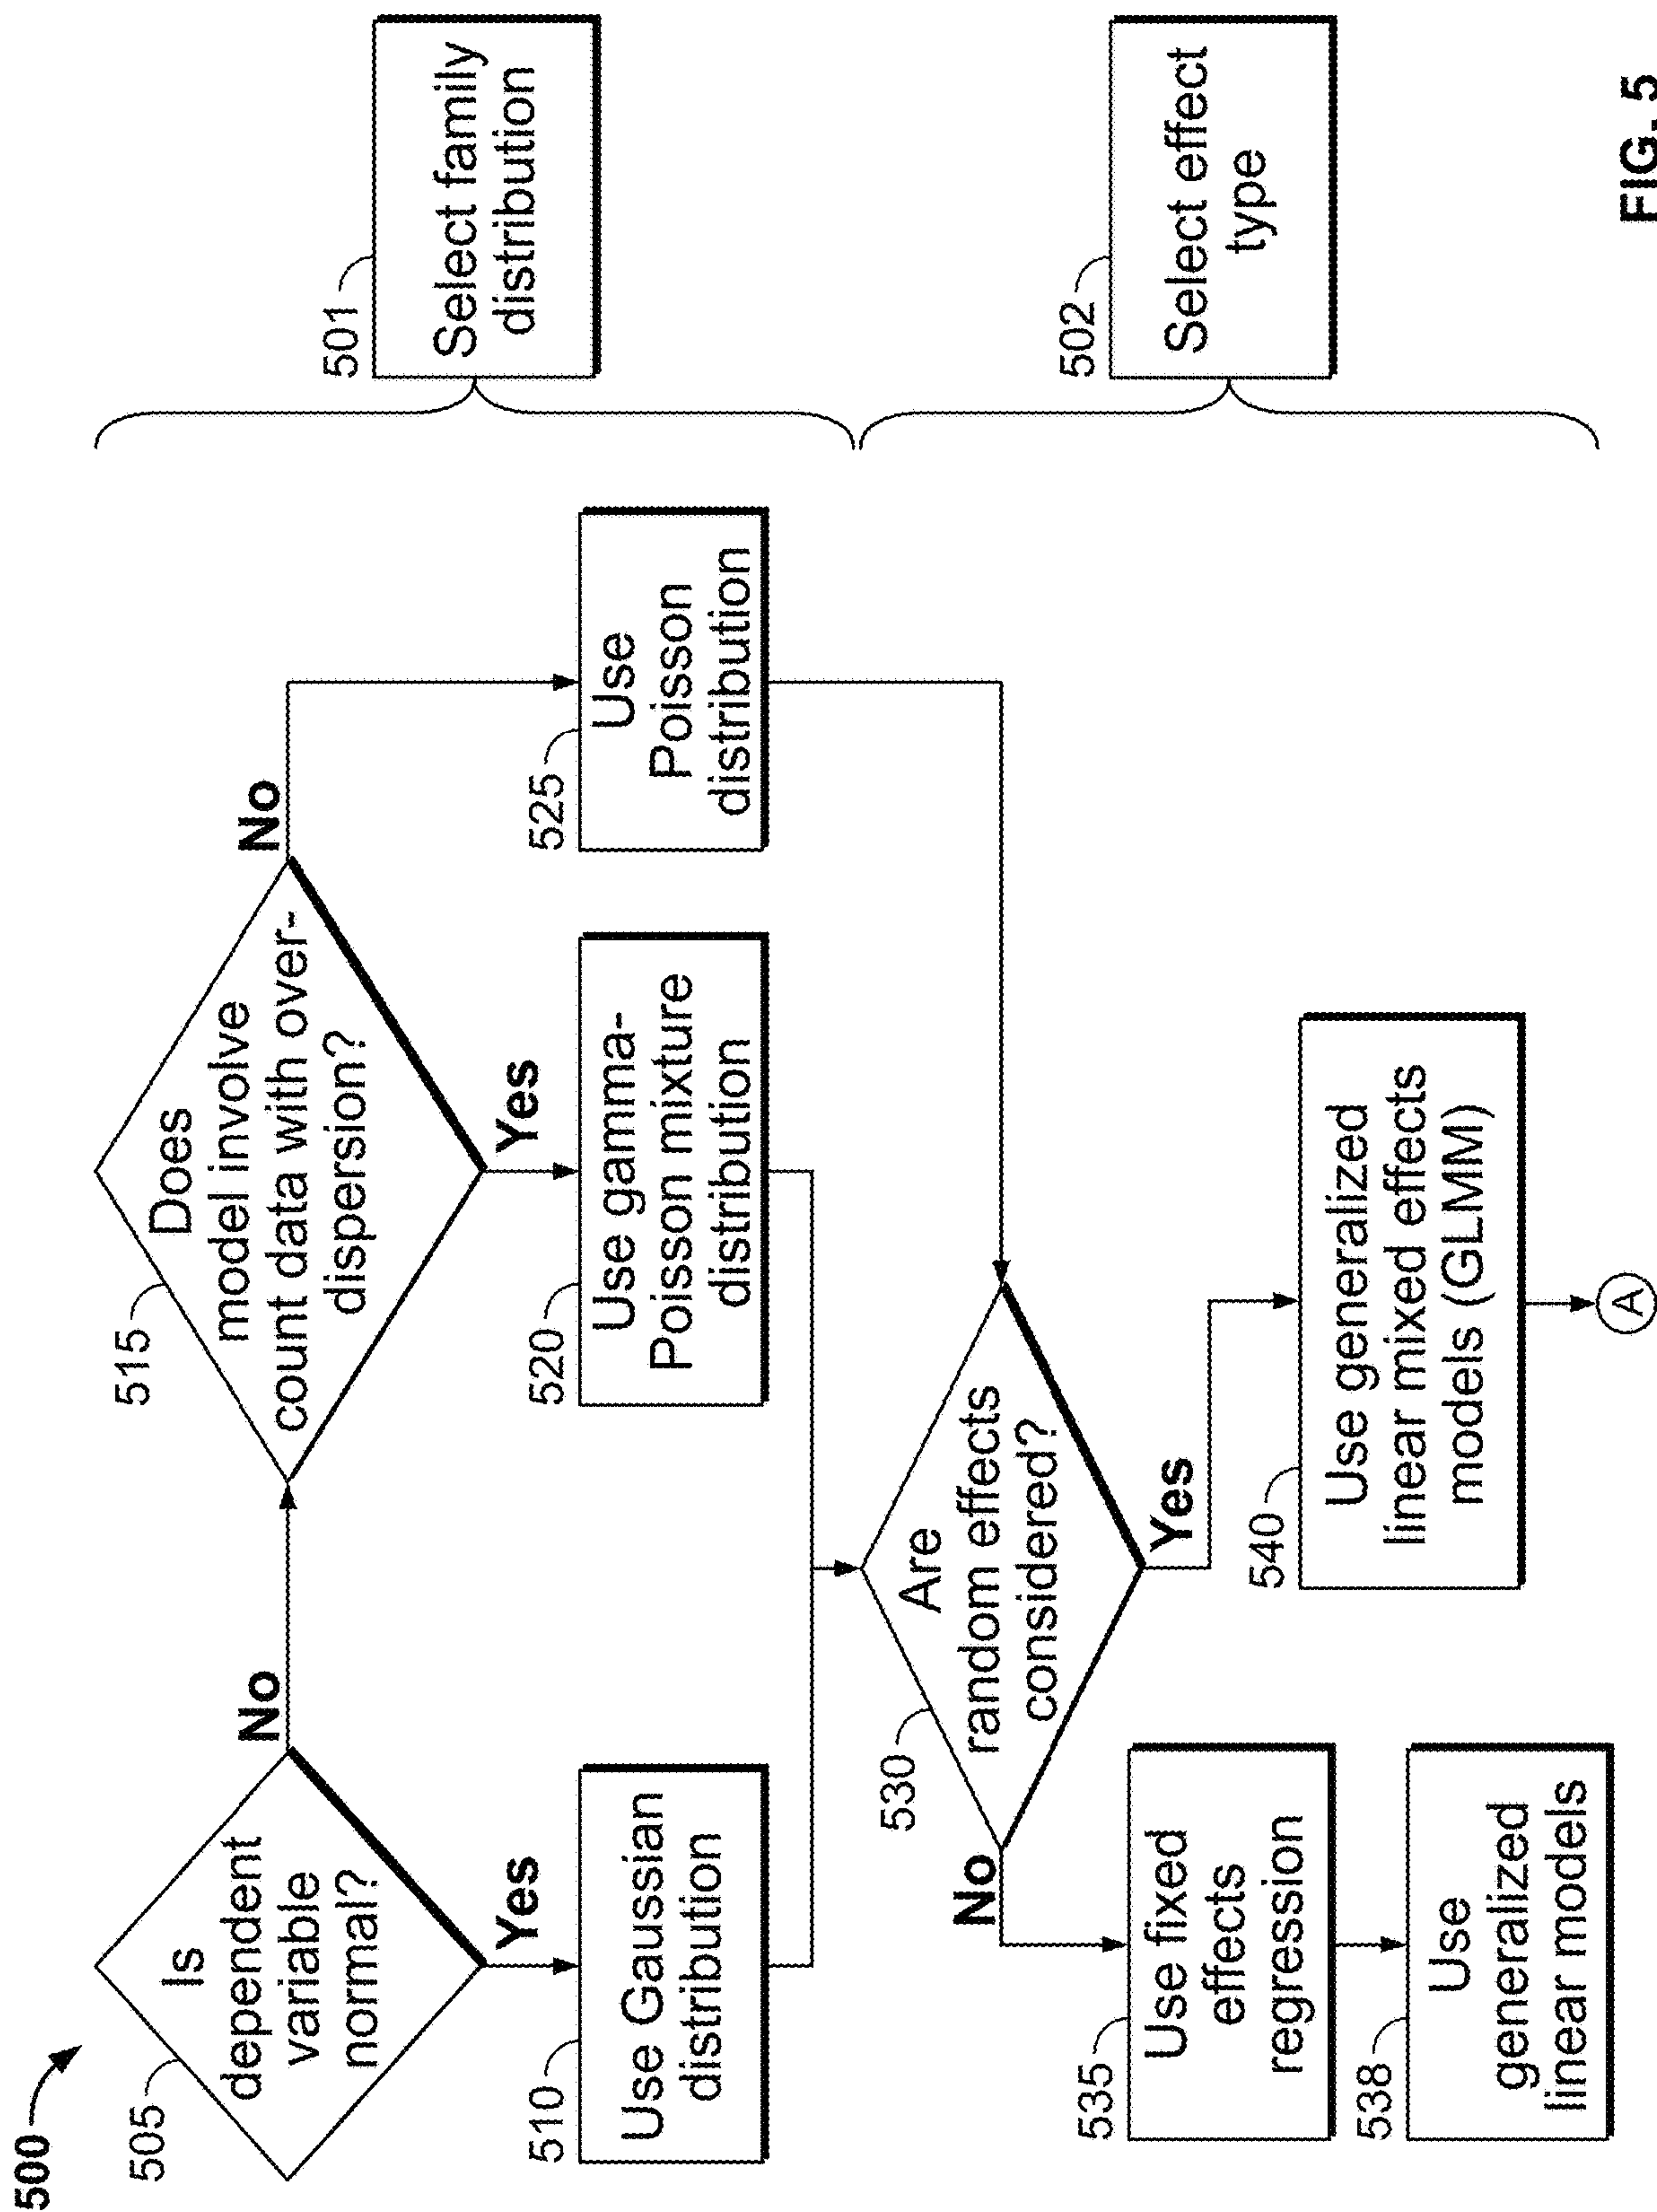 500
505
Is
dependent
variable
normal?
No
Yes
510
Use Gaussian
distribution
515
Does
model involve
count data with over-
dispersion?
No
Yes
520
Use gamma-
Poisson mixture
distribution
525
Use
Poisson
distribution
501
Select family
distribution
530
Are
random effects
considered?
No
Yes
535
Use fixed
effects
regression
538
Use
generalized
linear models
540
Use generalized
linear mixed effects
models (GLMM)
A
502
Select effect
type
FIG. 5